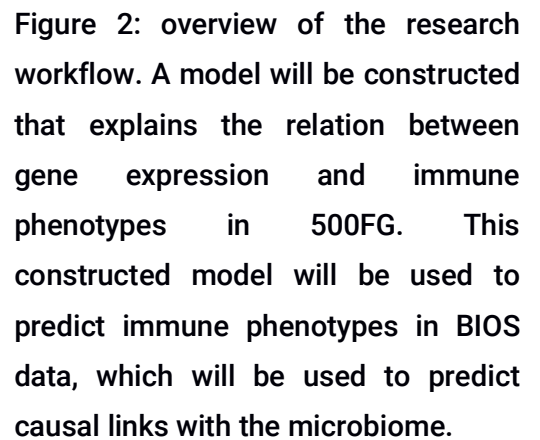 Figure 2: overview of the research
workflow. A model will be constructed
that explains the relation between
gene expression and immune
phenotypes in 500FG. This
constructed model will be used to
predict immune phenotypes in BIOS
data, which will be used to predict
causal links with the microbiome.